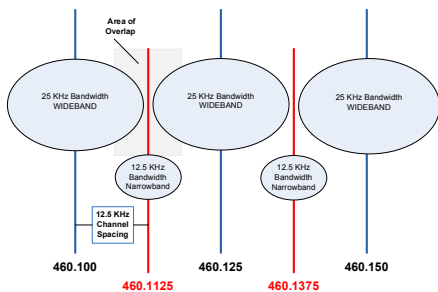 Area of
Overlap
25 KHz Bandwidth
WIDEBAND
25 KHz Bandwidth
WIDEBAND
25 KHz Bandwidth
WIDEBAND
12.5 KHz
Bandwidth
Narrowband
12.5 KHz
Bandwidth
Narrowband
12.5 KHz
Channel
Spacing
460.100
460.1125
460.125
460.1375
460.150